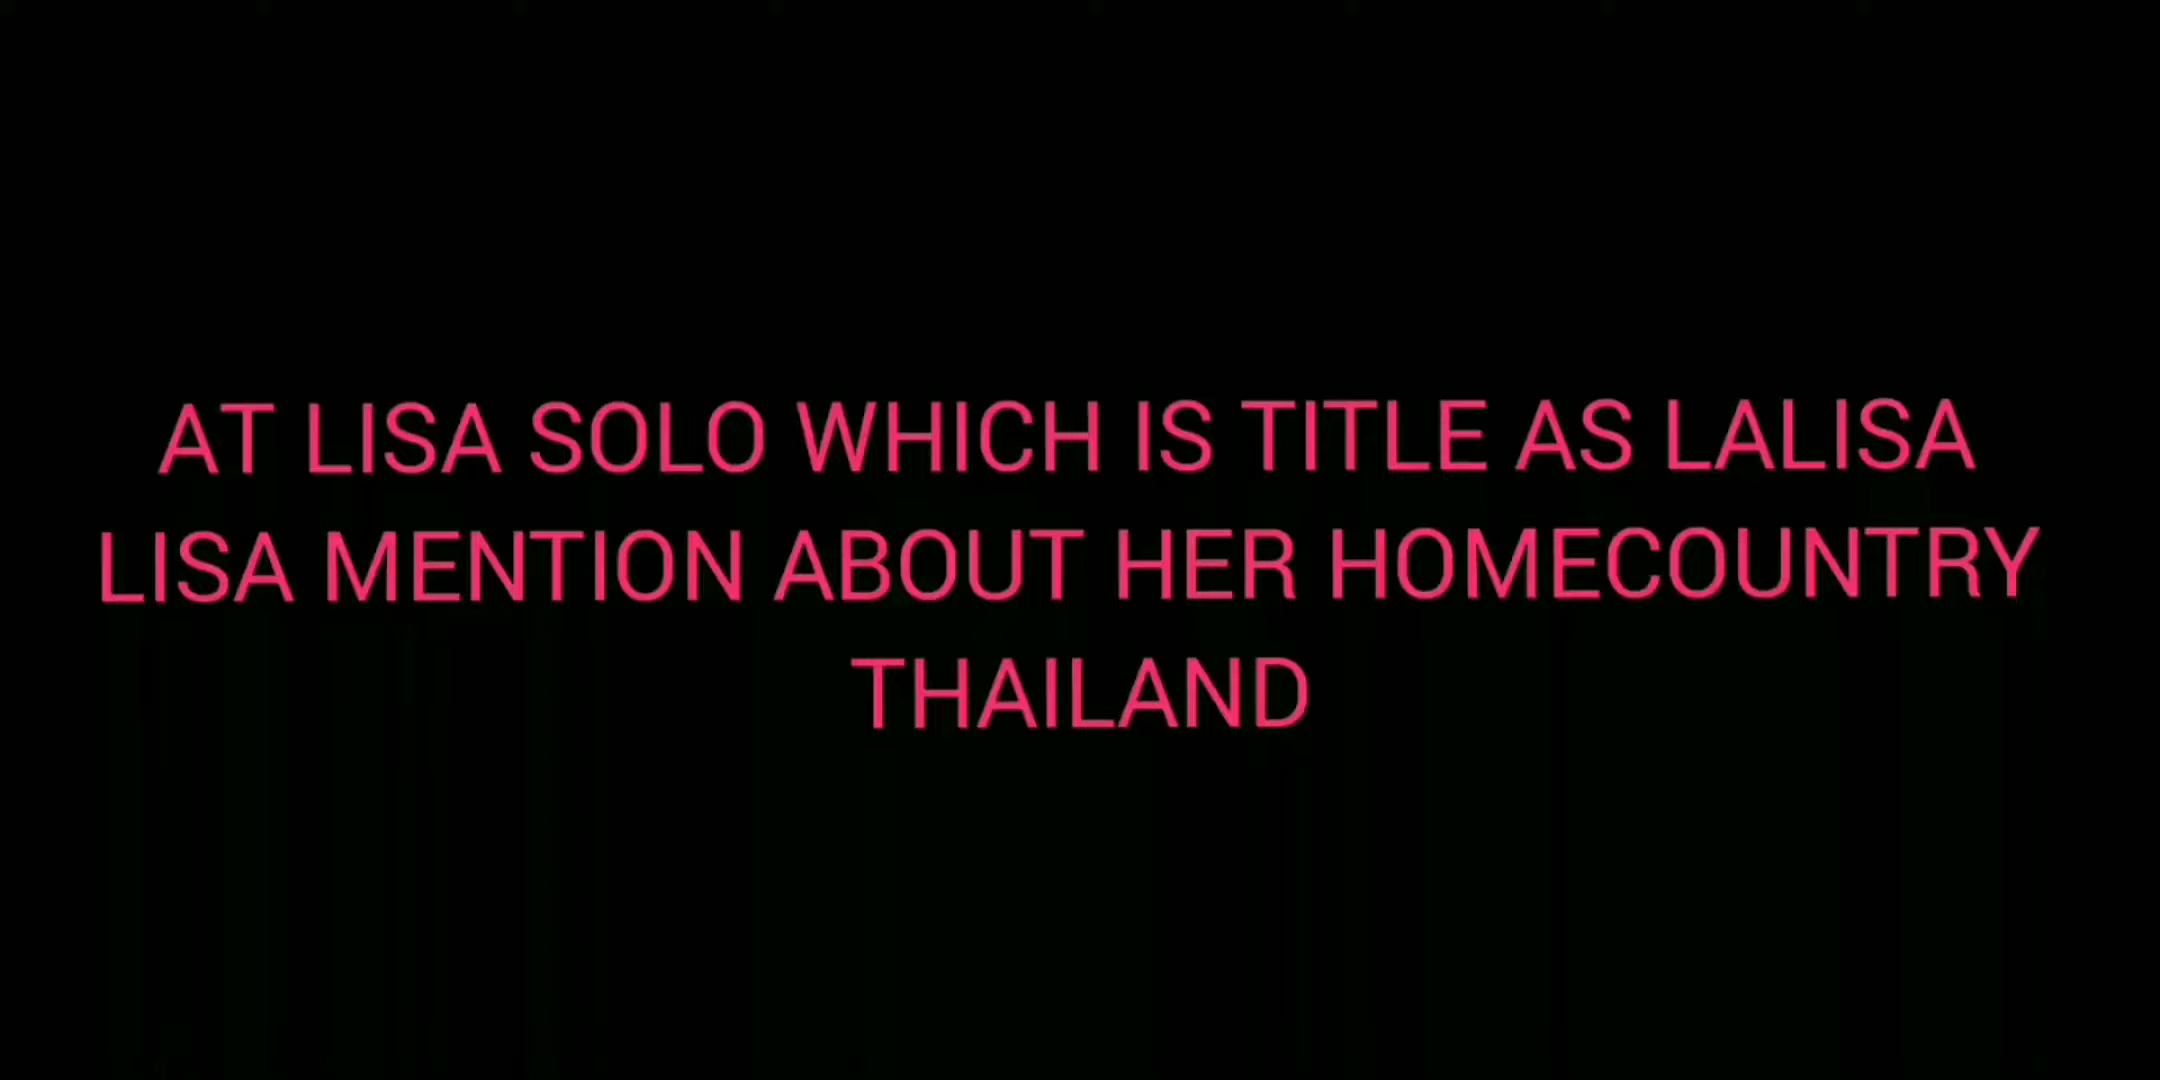 AT LISA SOLO WHICH IS TITLE AS LALISA
LISA MENTION ABOUT HER HOMECOUNTRY
THAILAND